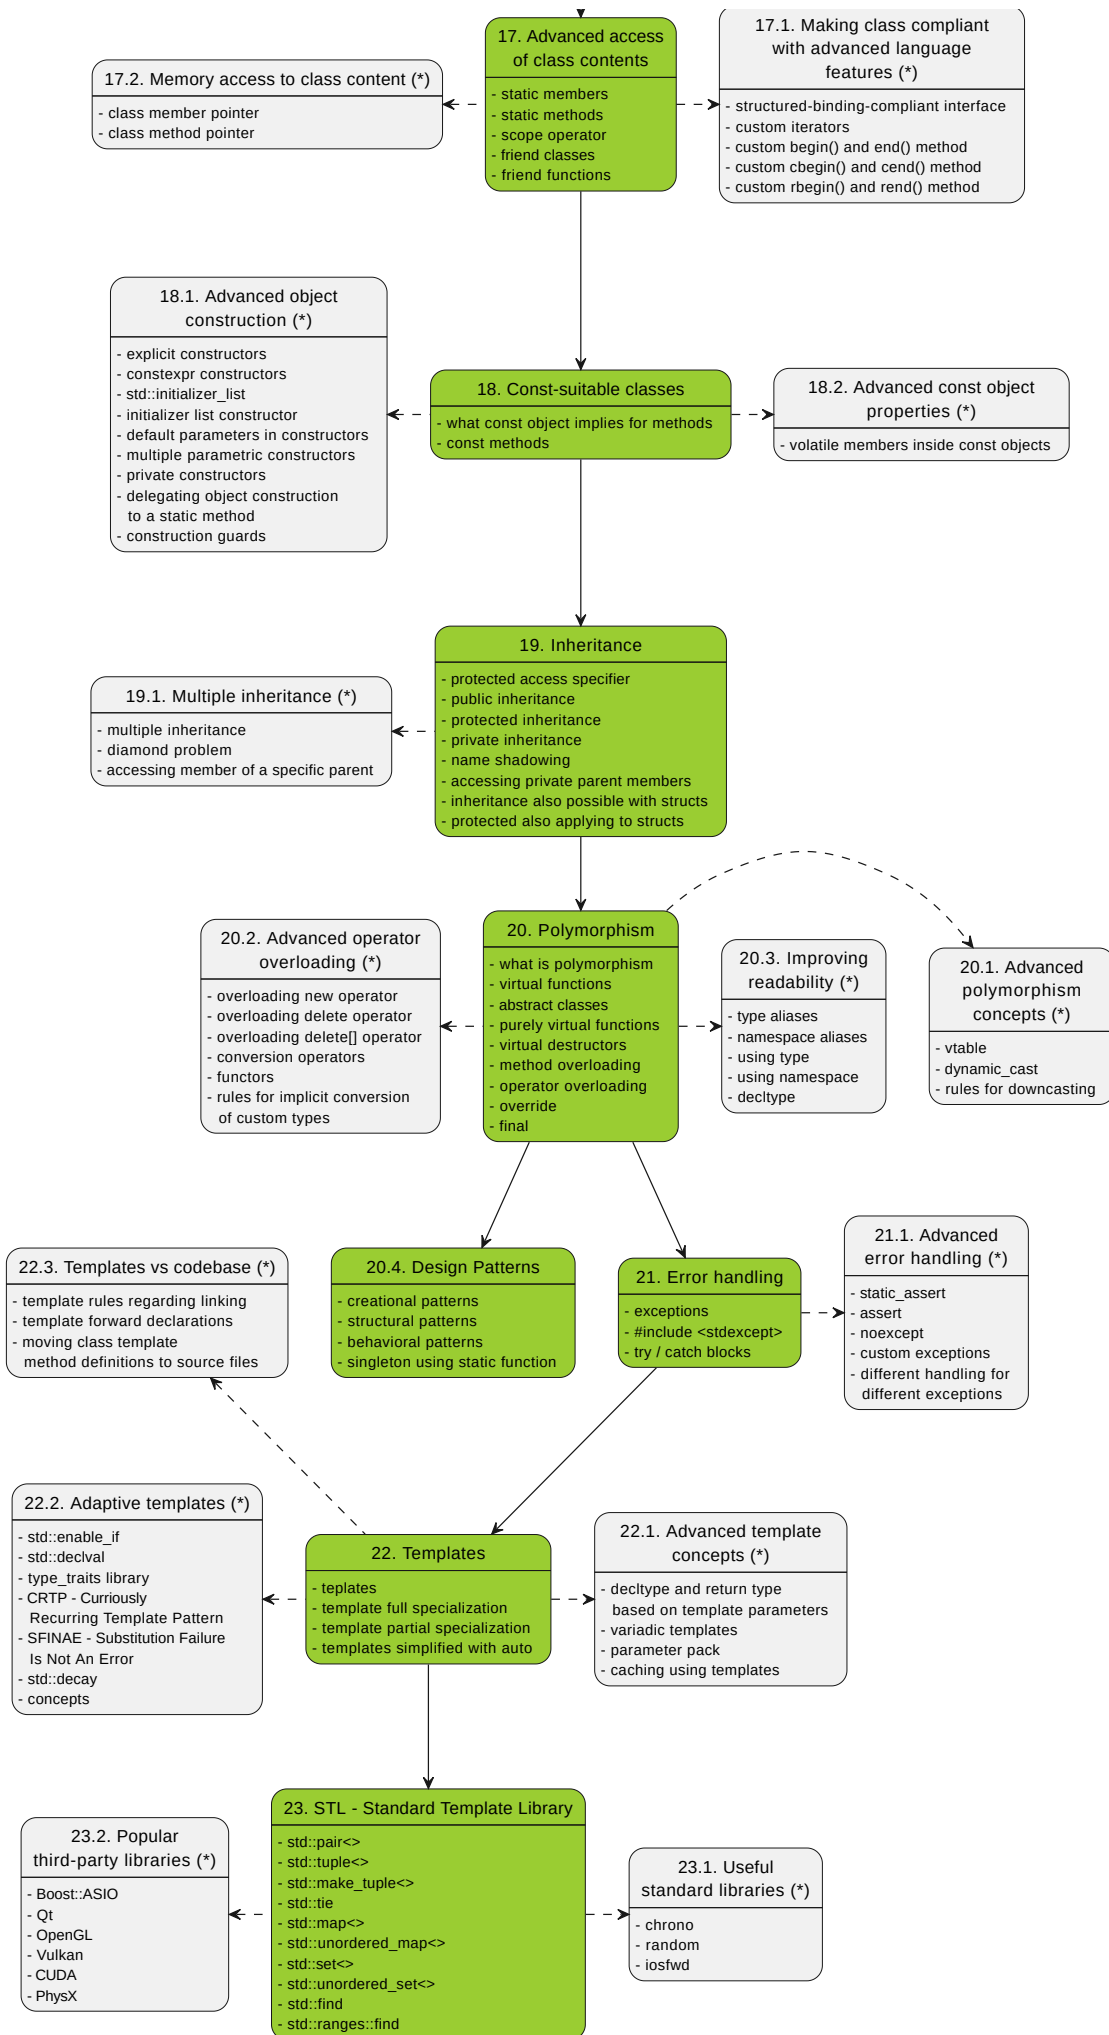 17. Advanced access
of class contents
- static members
- static methods
- scope operator
- friend classes
- friend functions
17.1. Making class compliant
with advanced language
features (*)
- structured-binding-compliant interface
- custom iterators
- custom begin() and end() method
- custom cbegin() and cend() method
- custom rbegin() and rend() method
17.2. Memory access to class content (*)
- class member pointer
- class method pointer
18.1. Advanced object
construction (*)
- explicit constructors
- constexpr constructors
- std::initializer_list
- initializer list constructor
- default parameters in constructors
- multiple parametric constructors
- private constructors
- delegating object construction
to a static method
- construction guards
18. Const-suitable classes
- what const object implies for methods
- const methods
18.2. Advanced const object
properties (*)
- volatile members inside const objects
19. Inheritance
- protected access specifier
- public inheritance
- protected inheritance
- private inheritance
- name shadowing
- accessing private parent members
- inheritance also possible with structs
- protected also applying to structs
19.1. Multiple inheritance (*)
- multiple inheritance
- diamond problem
- accessing member of a specific parent
20.2. Advanced operator
overloading (*)
- overloading new operator
- overloading delete operator
- overloading delete[] operator
- conversion operators
- functors
- rules for implicit conversion
of custom types
20. Polymorphism
- what is polymorphism
- virtual functions
- abstract classes
- purely virtual functions
- virtual destructors
- method overloading
- operator overloading
- override
- final
20.3. Improving
readability (*)
- type aliases
- namespace aliases
- using type
- using namespace
- decltype
20.1. Advanced
polymorphism
concepts (*)
- vtable
- dynamic_cast
- rules for downcasting
22.3. Templates vs codebase (*)
- template rules regarding linking
- template forward declarations
- moving class template
method definitions to source files
20.4. Design Patterns
- creational patterns
- structural patterns
- behavioral patterns
- singleton using static function
21. Error handling
- exceptions
- #include <stdexcept>
- try / catch blocks
21.1. Advanced
error handling (*)
- static_assert
- assert
- noexcept
- custom exceptions
- different handling for
different exceptions
22.2. Adaptive templates (*)
- std::enable_if
- std::declval
- type_traits library
- CRTP - Curriously
Recurring Template Pattern
- SFINAE - Substitution Failure
Is Not An Error
- std::decay
- concepts
22. Templates
- teplates
- template full specialization
- template partial specialization
- templates simplified with auto
22.1. Advanced template
concepts (*)
- decltype and return type
based on template parameters
- variadic templates
- parameter pack
- caching using templates
23.2. Popular
third-party libraries (*)
- Boost::ASIO
- Qt
- OpenGL
- Vulkan
- CUDA
- PhysX
23. STL - Standard Template Library
- std::pair<>
- std::tuple<>
- std::make_tuple<>
- std::tie
- std::map<>
- std::unordered_map<>
- std::set<>
- std::unordered_set<>
- std::find
- std::ranges::find
23.1. Useful
standard libraries (*)
- chrono
- random
- iosfwd